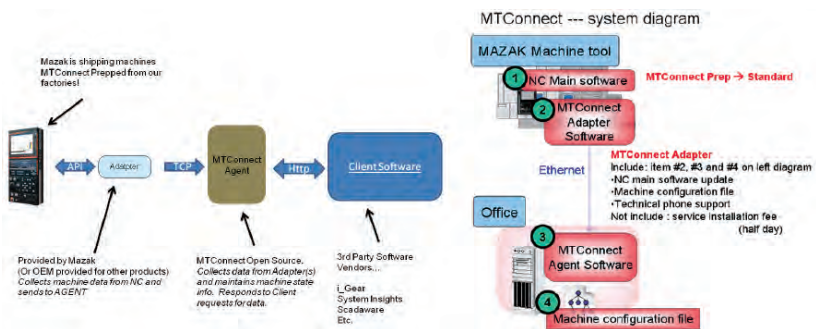 Mazak is shipping machines
MTConnect Prepped from our
factories!
API
Adatpter
TCP
MTConnect
Agent
Http
Client Software
Provided by Mazak
(Or OEM provided for other products)
Collects machine data from NC and
sends to AGENT
MTConnect Open Source.
Collects data from Adapter(s)
and maintains machine state
info. Responds to Client
requests for data.
3rd Party Software
Vendors...
i_Gear
System Insights
Scadaware
Etc.
MTConnect --- system diagram
MAZAK Machine tool
1
NC Main software
MTConnect Prep → Standard
2
MTConnect
Adapter
Software
Ethernet
MTConnect Adapter
Include: item #2, #3 and #4 on left diagram
•NC main software update
•Machine configuration file
•Technical phone support
Not include : service installation fee
(half day)
Office
3
MTConnect
Agent Software
4
Machine configuration file